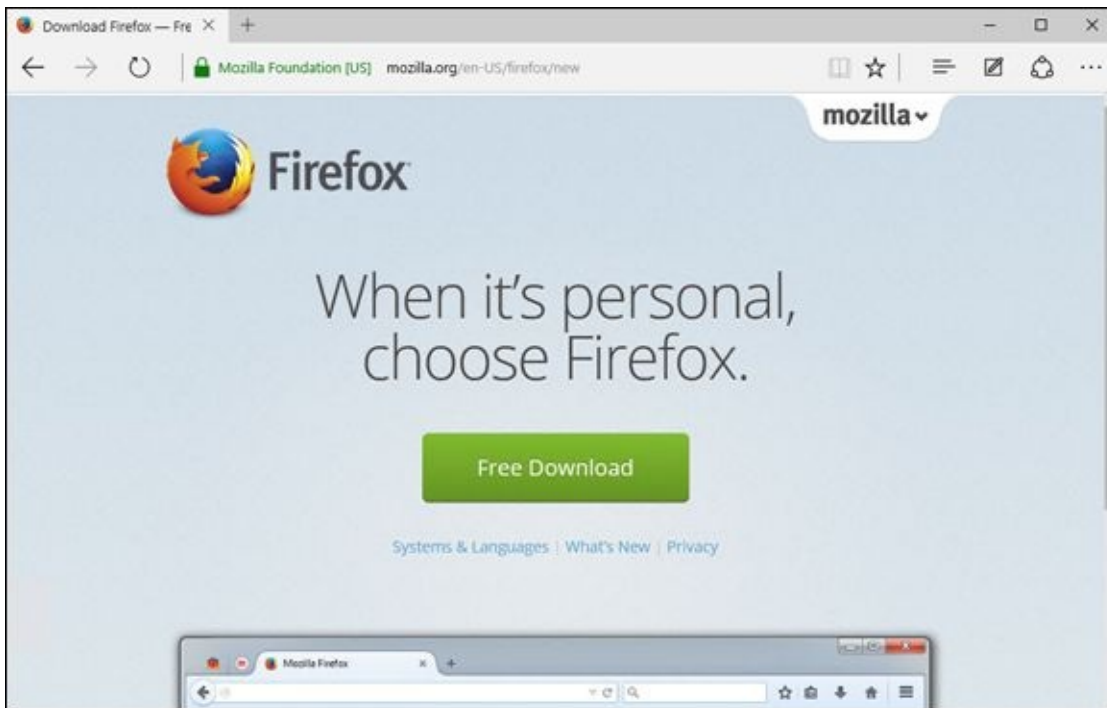 Download Firefox — Fre
Mozilla Foundation [US] mozilla.org/en-US/firefox/new
mozilla
Firefox
When it's personal,
choose Firefox.
Free Download
Systems & Languages | What's New | Privacy
Mozilla Firefox